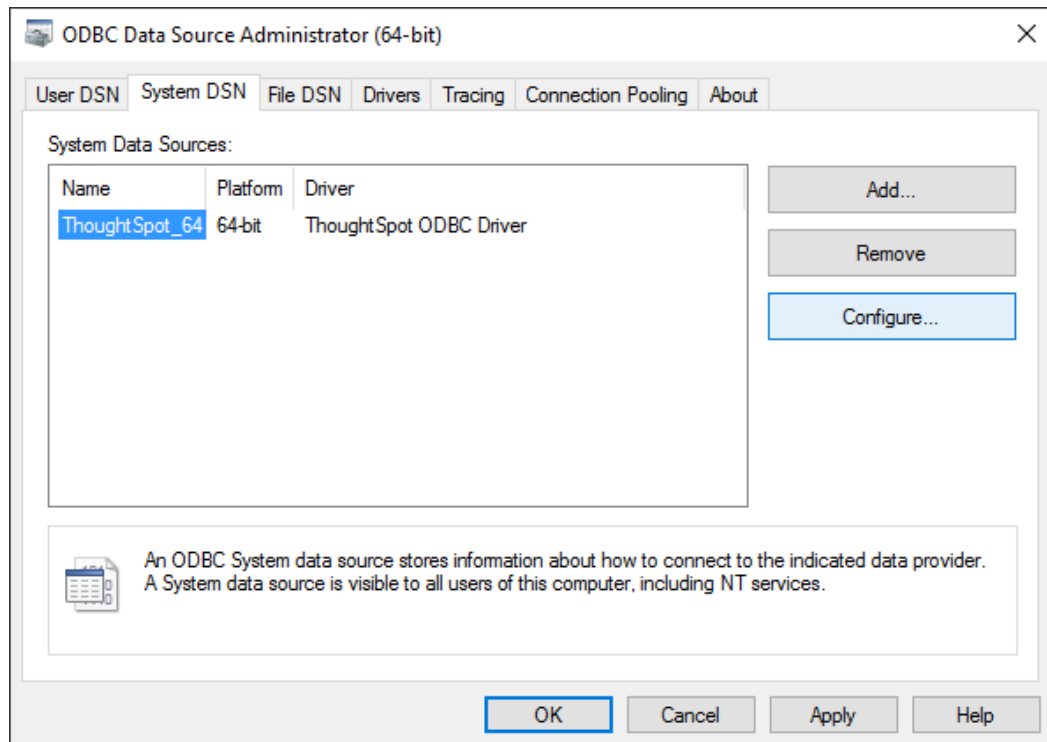 ODBC Data Source Administrator (64-bit)
User DSN System DSN File DSN Drivers Tracing Connection Pooling About
System Data Sources:
Name Platform Driver
ThoughtSpot_64 64-bit ThoughtSpot ODBC Driver
Add...
Remove
Configure...
An ODBC System data source stores information about how to connect to the indicated data provider.
A System data source is visible to all users of this computer, including NT services.
OK Cancel Apply Help